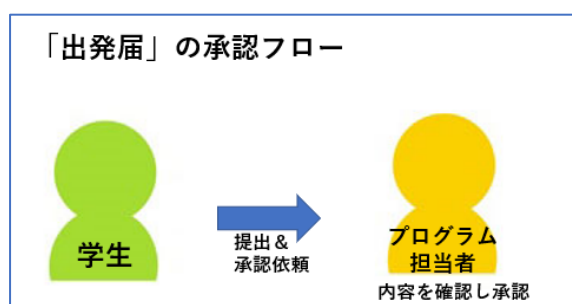 「出発届」の承認フロー
学生
提出＆
承認依頼
プログラム
担当者
内容を確認し承認